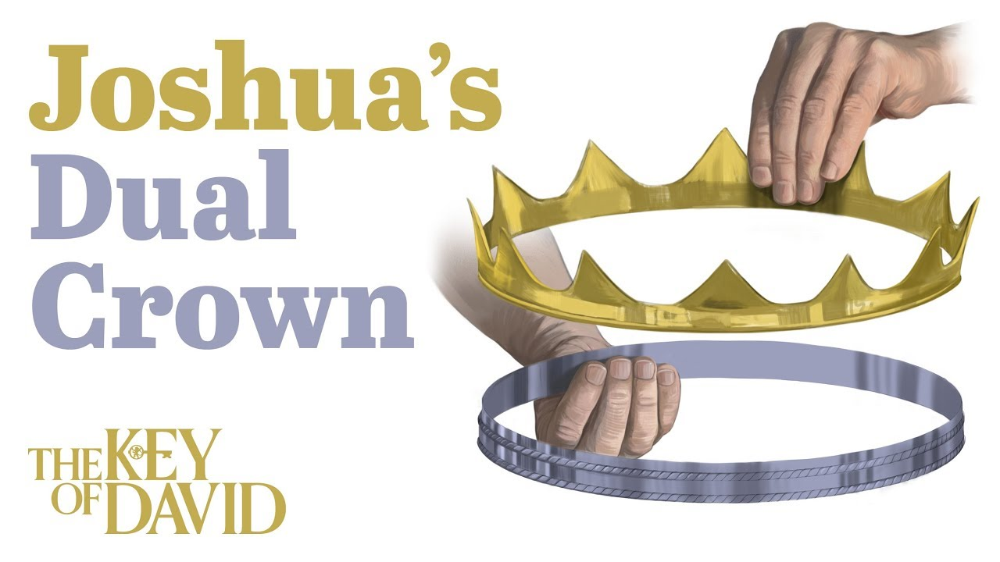 Joshua’s
Dual
Crown
THE KEY
OF DAVID